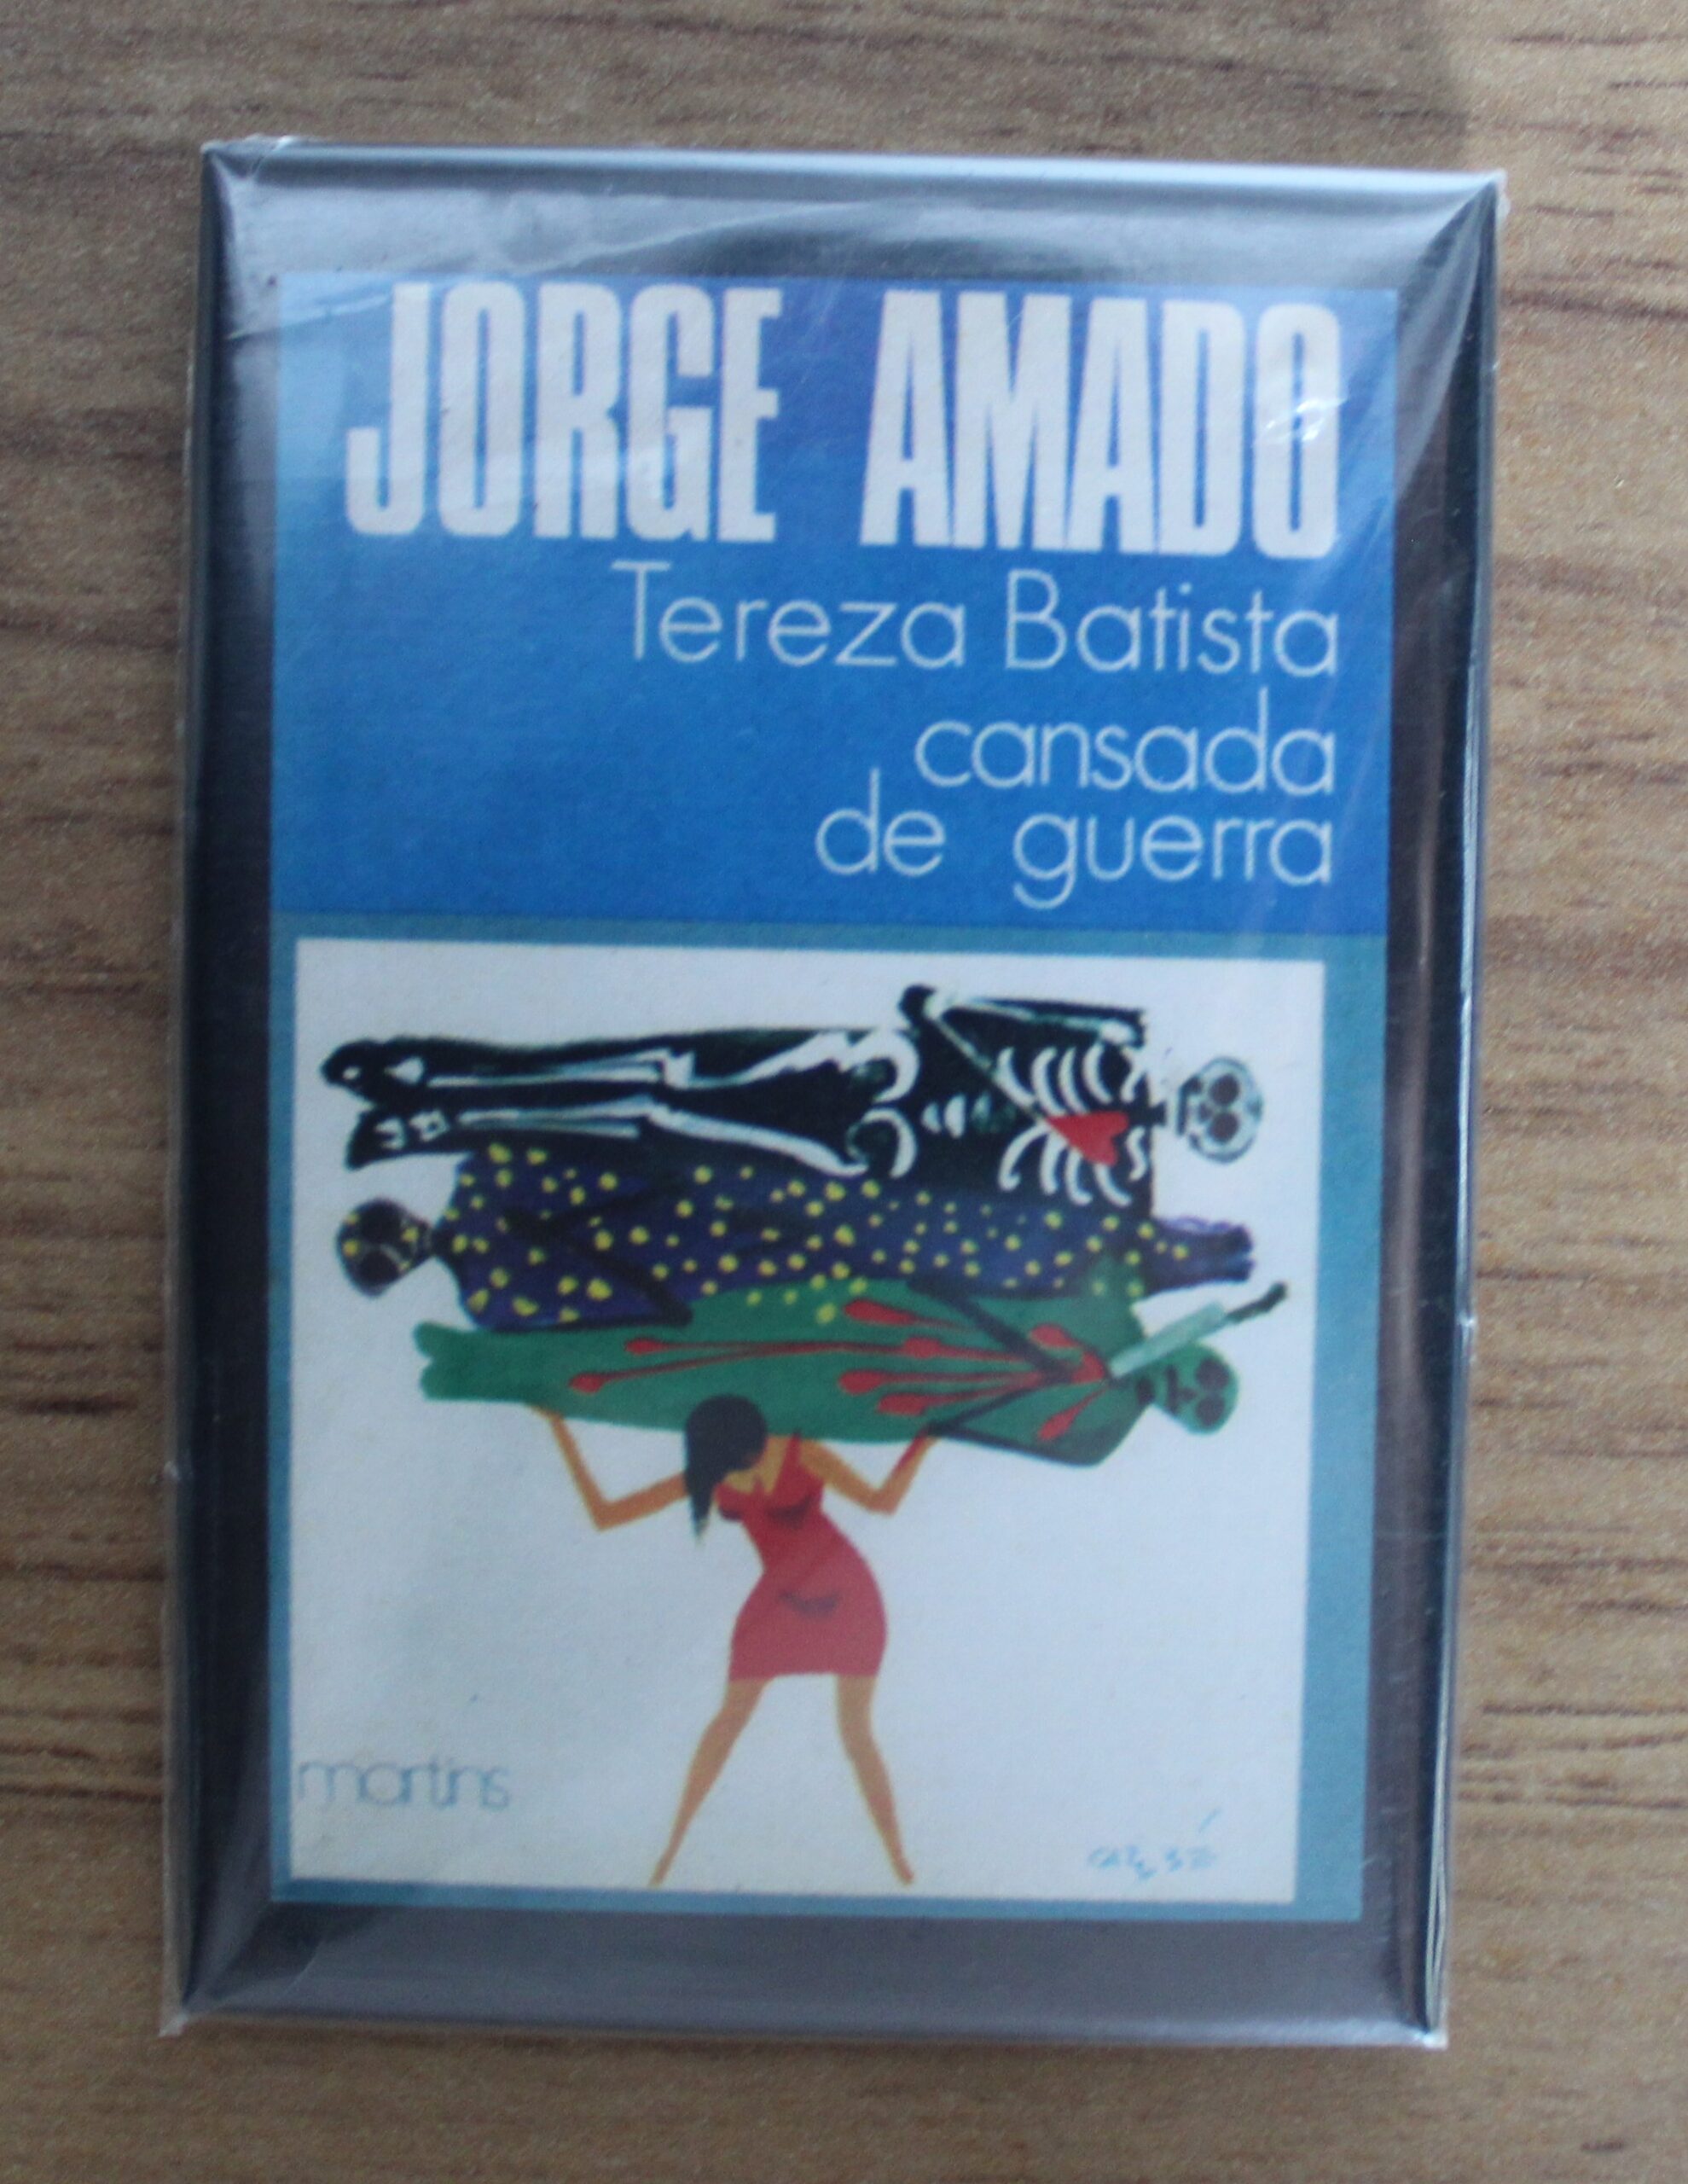 JORGE AMADO
Tereza Batista
cansada
de guerra
martins